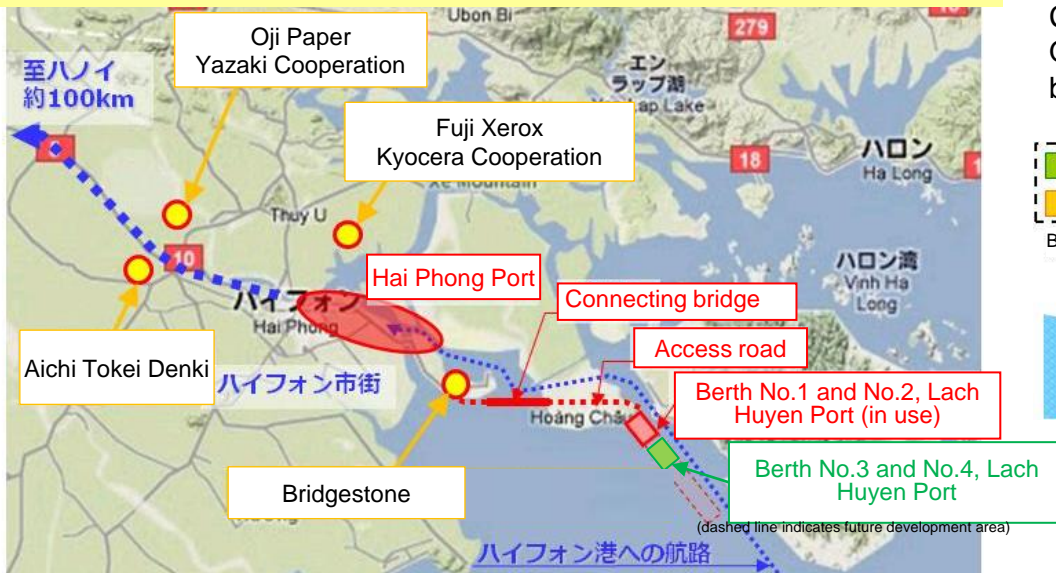 Ubon Bi
279
Oji Paper
Yazaki Cooperation
至ハノイ
約100km
エン
ラップ湖
Lap Lake
Fuji Xerox
Kyocera Cooperation
18
ハロン
Ha Long
Thuy U
10
ハロン湾
Vinh Ha
Long
Hai Phong Port
ハイフォン
Hai Phong
Connecting bridge
Access road
Aichi Tokei Denki
ハイフォン市街
Berth No.1 and No.2, Lach
Huyen Port (in use)
Hoàng Châu
Berth No.3 and No.4, Lach
Huyen Port
Bridgestone
(dashed line indicates future development area)
ハイフォン港への航路